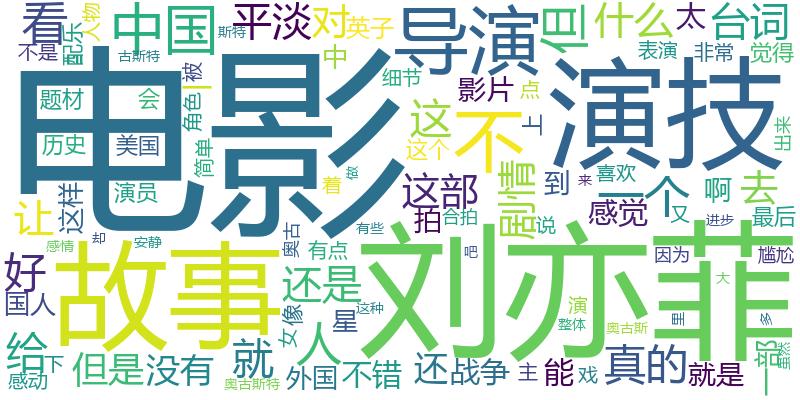 看
人物
配乐
中国
平淡
对
英子
导演
但
什么
太
台词
不是
古斯特
斯特
被
中
细节
表演
非常
觉得
题材
会
角色
电影
影片
点
演技
历史
美国
简单
这
这个
不
上
出来
这样
演员
着
做
这部
剧情
到
来
喜欢
一个
啊
去
让
拍
合拍
说
感觉
又
进步
最后
感情
却
安静
奥古
有点
有些
吧
因为
尴尬
好
故事
还是
刘亦菲
国人
女
像
星
这种
演
整体
奥古斯
里
大
多
给
人
一部
虽然
下
但是
没有
就
还
战争
主
能
戏
真的
就是
感动
奥古斯特
外国
不错